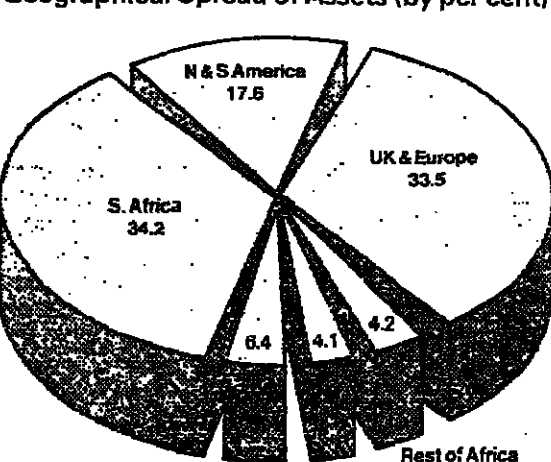 Geographical Spread of Assets (by per cent)
N & S America
17.6
UK & Europe
33.5
S. Africa
34.2
6.4
4.1
4.2
Rest of Africa